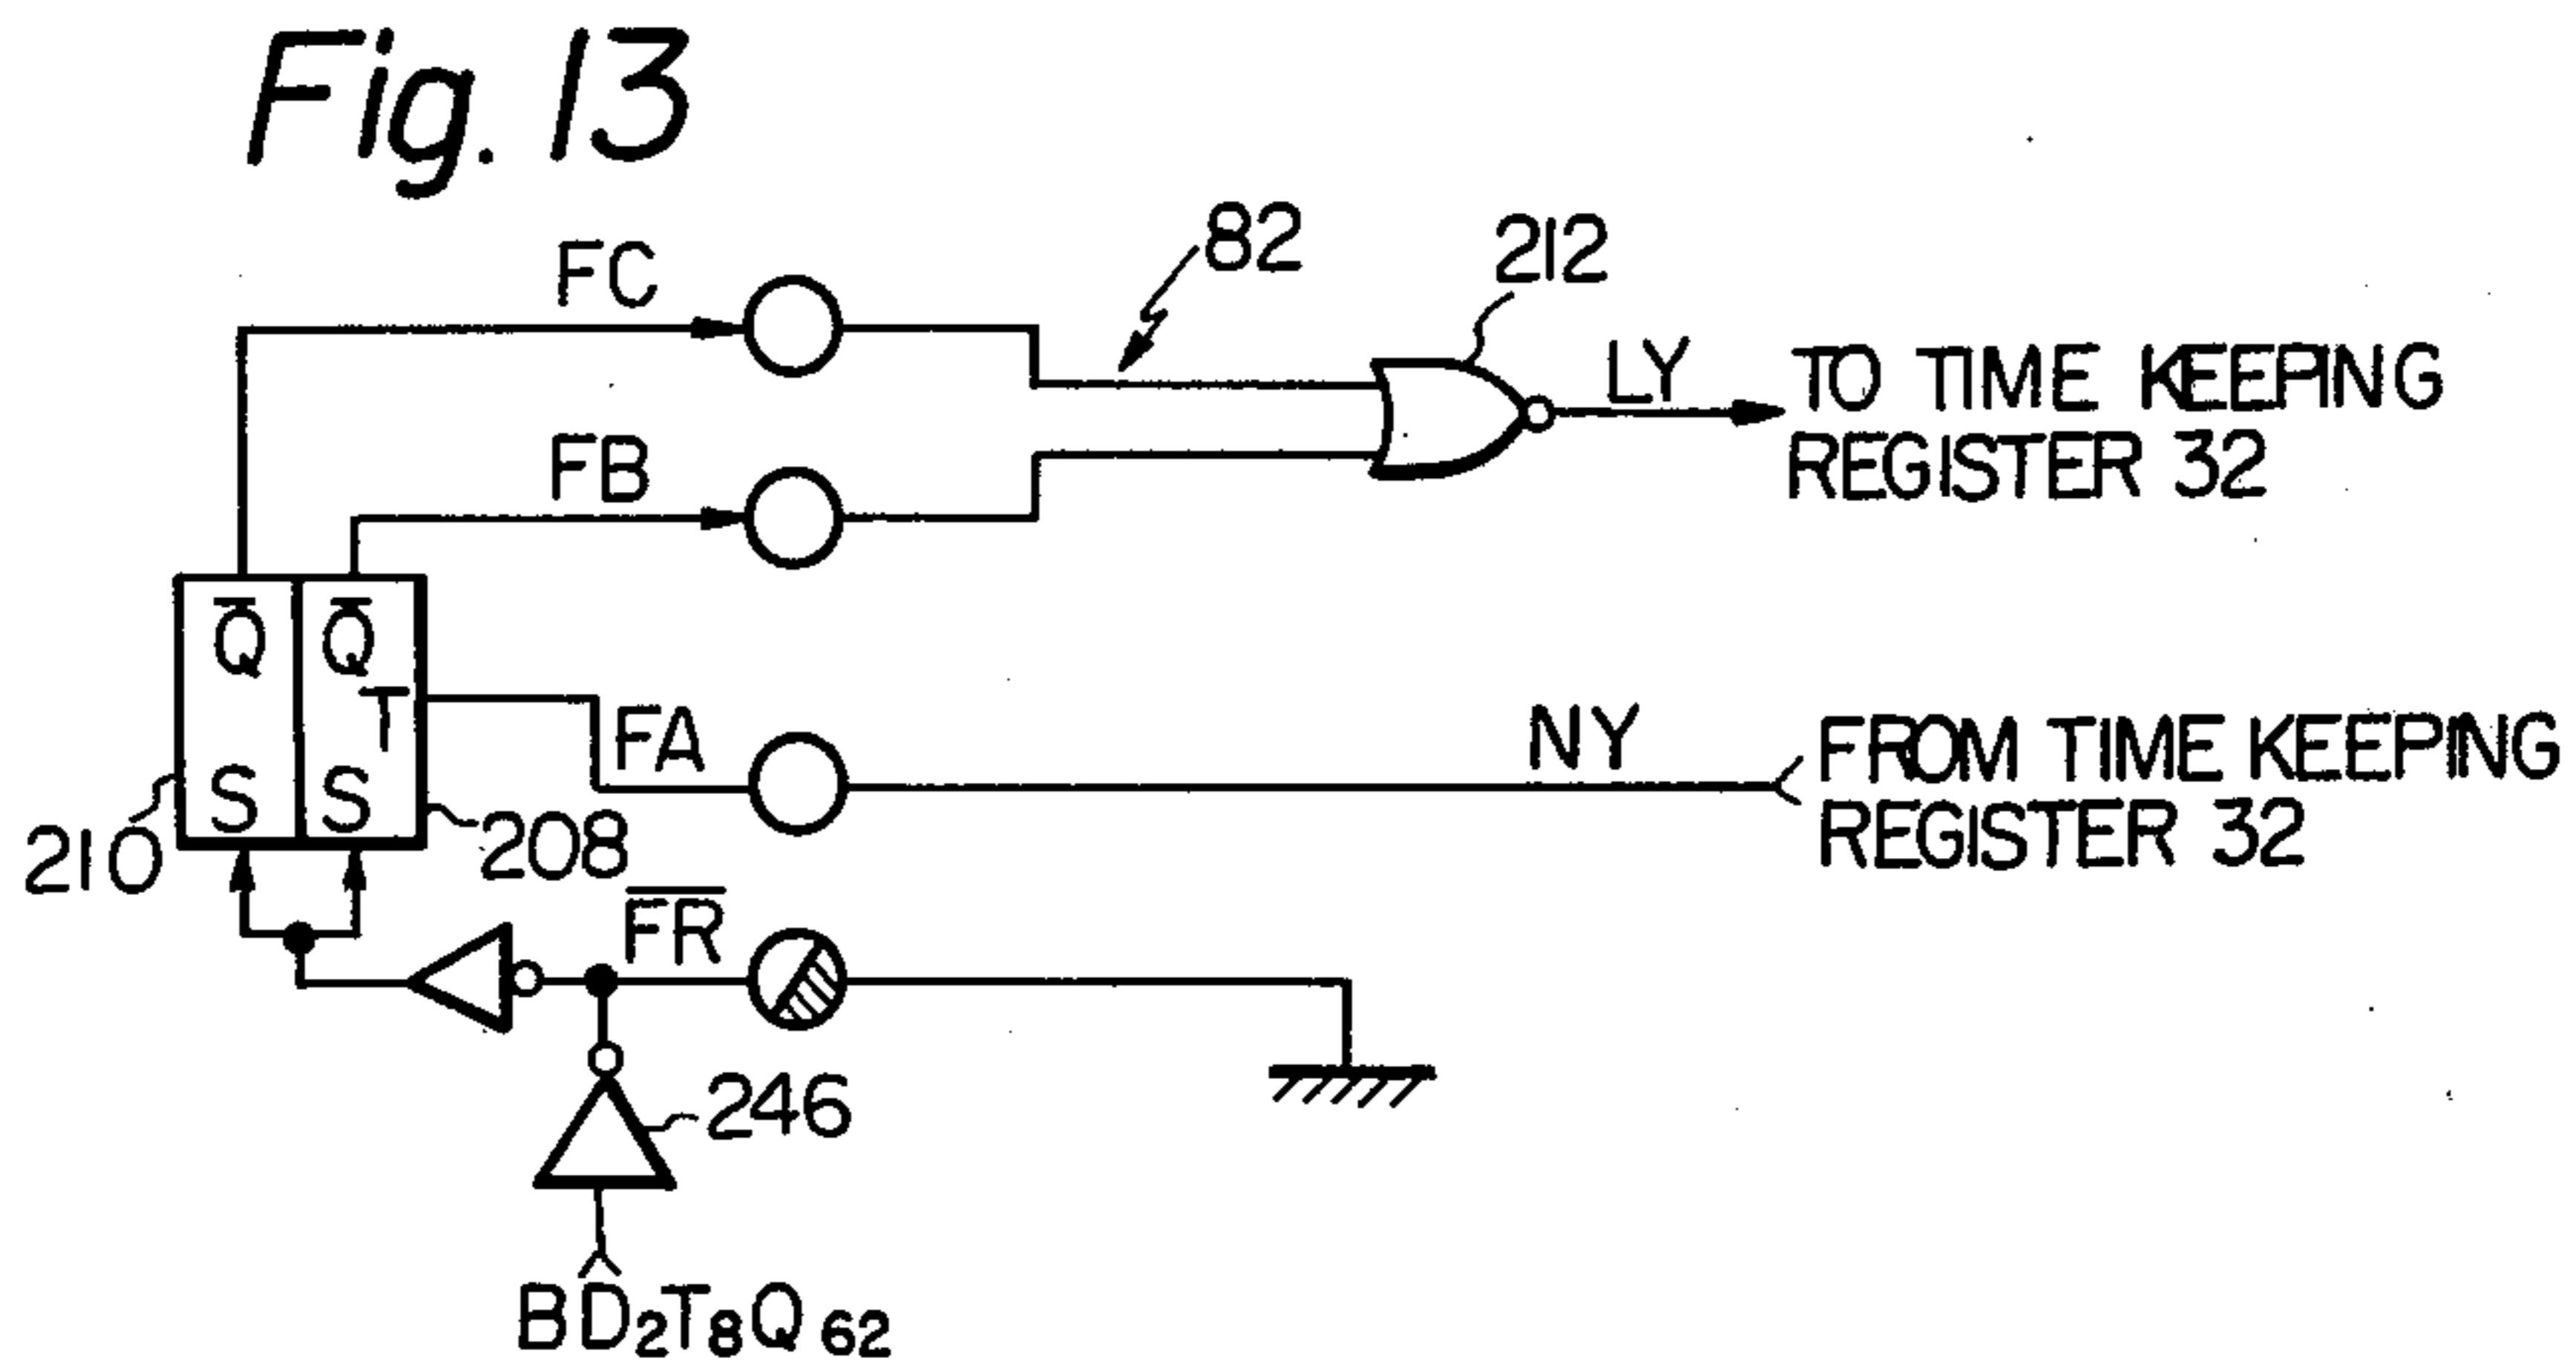 Fig. 13
82
212
FC
LY
TO TIME KEEPING
REGISTER 32
FB
Q̅ Q̅
T
FA
NY
FROM TIME KEEPING
REGISTER 32
S S
210
208
F̅R̅
246
BD₂T₈Q₆₂